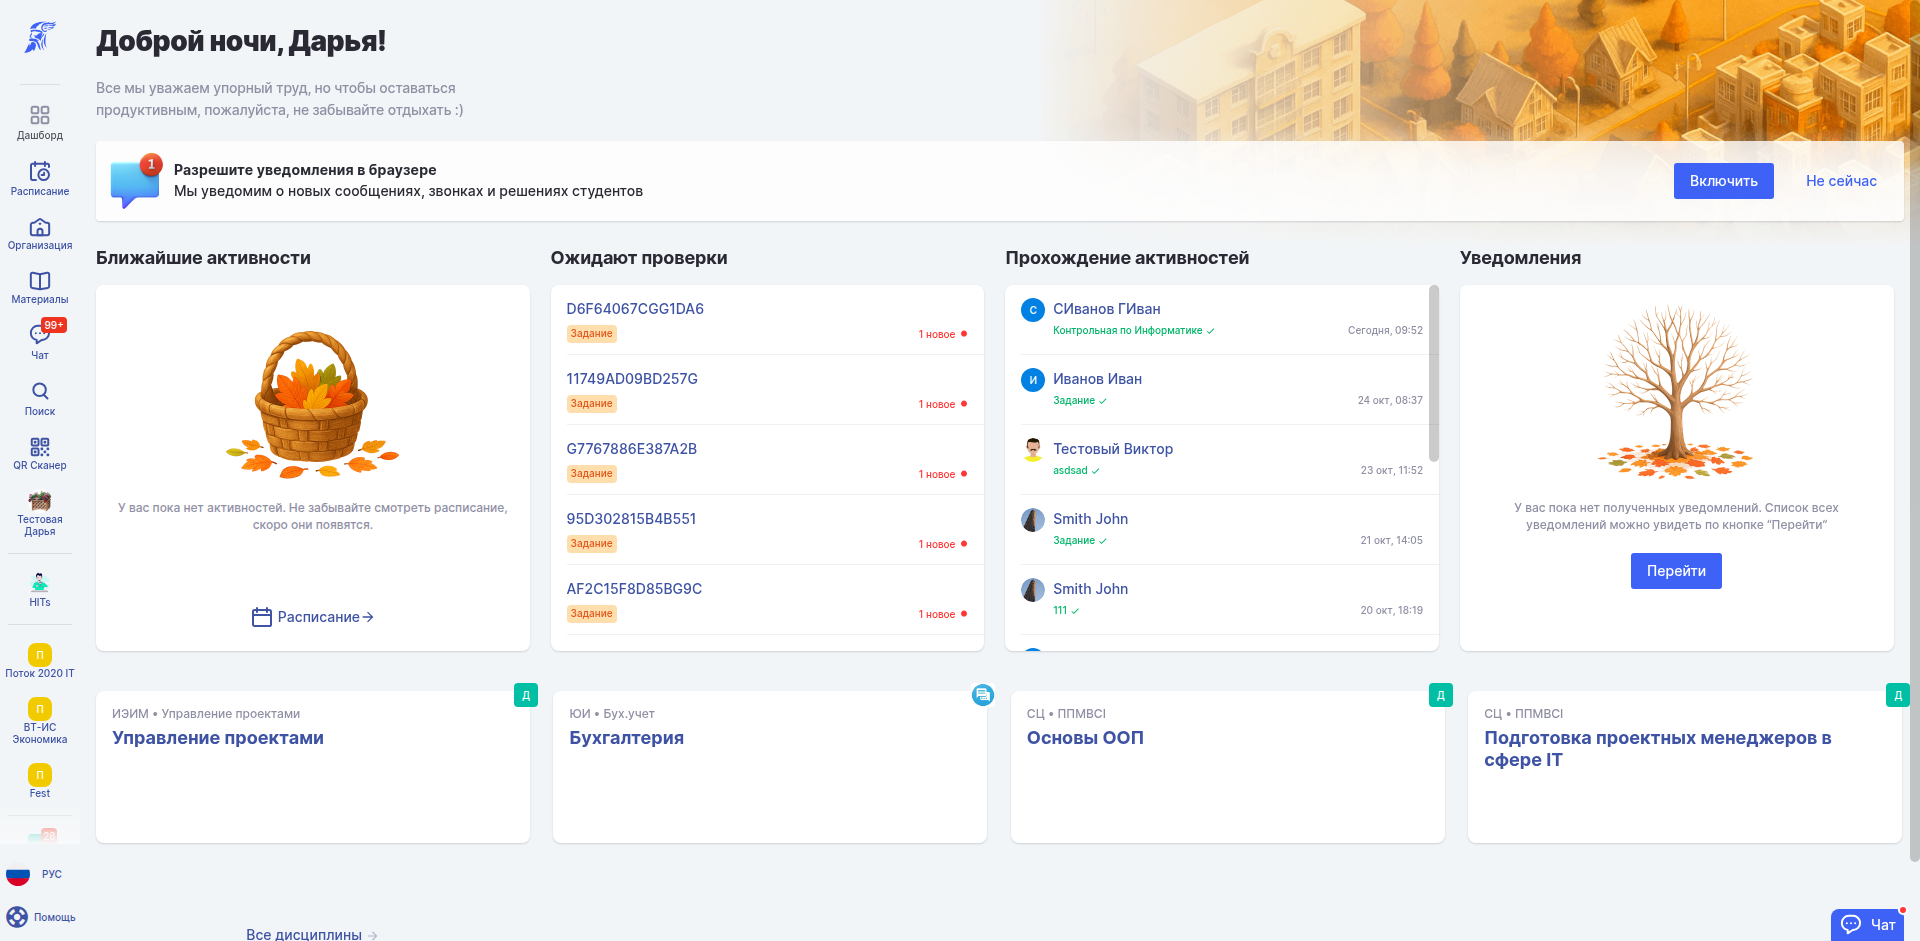 Доброй ночи, Дарья!
Все мы уважаем упорный труд, но чтобы оставаться
продуктивным, пожалуйста, не забывайте отдыхать :)
Дашборд
Расписание
Организация
Материалы
99+
Чат
Поиск
QR Сканер
Тестовая
Дарья
HITs
П
Поток 2020 IT
П
ВТ-ИС
Экономика
П
Fest
28
РУС
Помощь
1
Разрешите уведомления в браузере
Мы уведомим о новых сообщениях, звонках и решениях студентов
Включить
Не сейчас
Ближайшие активности
У вас пока нет активностей. Не забывайте смотреть расписание,
скоро они появятся.
Расписание
Ожидают проверки
D6F64067CGG1DA6
Задание
1 новое
11749AD09BD257G
Задание
1 новое
G7767886E387A2B
Задание
1 новое
95D302815B4B551
Задание
1 новое
AF2C15F8D85BG9C
Задание
1 новое
Прохождение активностей
С
СИванов ГИван
Контрольная по Информатике
Сегодня, 09:52
И
Иванов Иван
Задание
24 окт, 08:37
Тестовый Виктор
asdsad
23 окт, 11:52
Smith John
Задание
21 окт, 14:05
Smith John
111
20 окт, 18:19
Уведомления
У вас пока нет полученных уведомлений. Список всех
уведомлений можно увидеть по кнопке “Перейти”
Перейти
Д
ИЭИМ • Управление проектами
Управление проектами
ЮИ • Бух.учет
Бухгалтерия
Д
СЦ • ППМВСІ
Основы ООП
Д
СЦ • ППМВСІ
Подготовка проектных менеджеров в
сфере IT
Все дисциплины
Чат